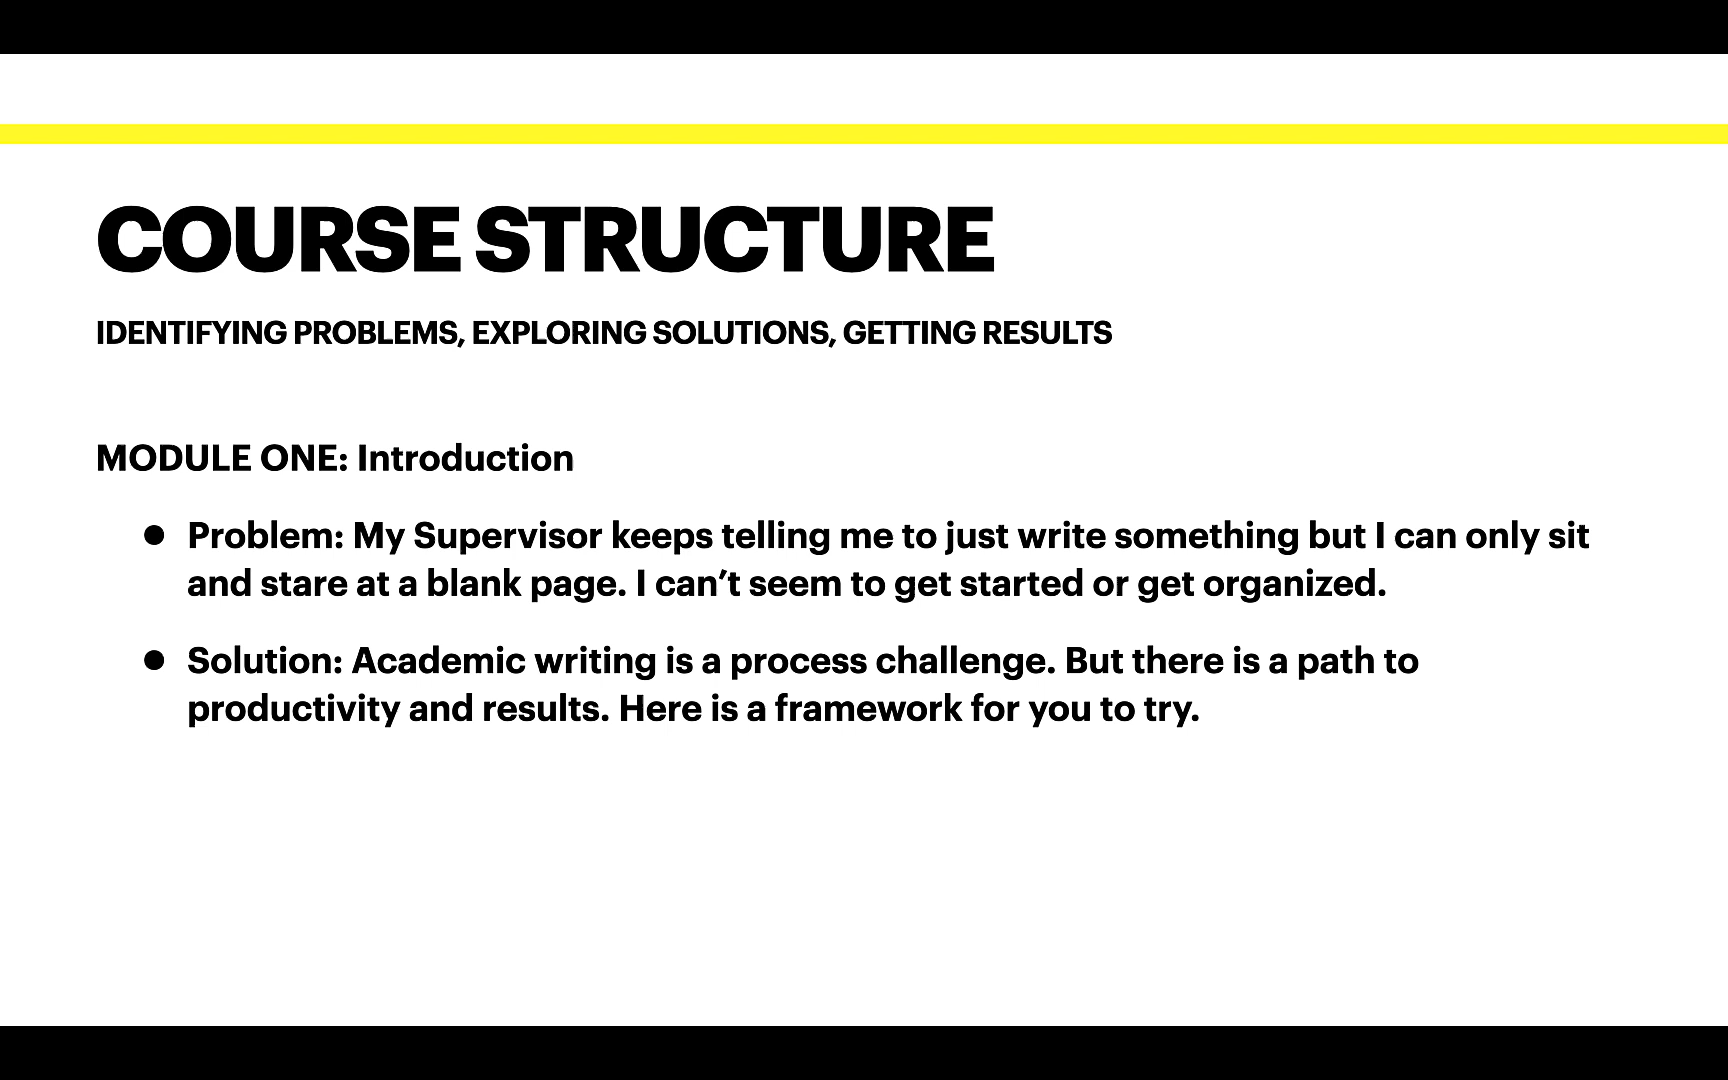 COURSE STRUCTURE
IDENTIFYING PROBLEMS, EXPLORING SOLUTIONS, GETTING RESULTS
MODULE ONE: Introduction
● Problem: My Supervisor keeps telling me to just write something but I can only sit
and stare at a blank page. I can’t seem to get started or get organized.
● Solution: Academic writing is a process challenge. But there is a path to
productivity and results. Here is a framework for you to try.